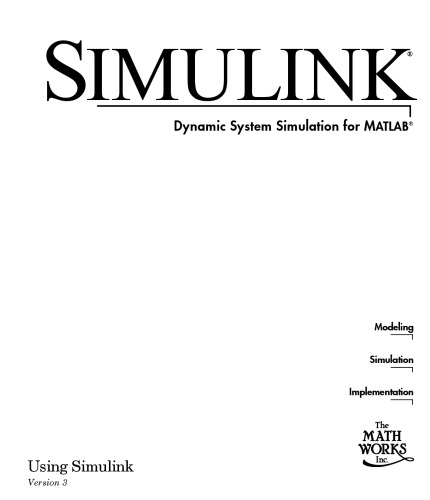 SIMULINK®
Dynamic System Simulation for MATLAB®
Modeling
Simulation
Implementation
The
MATH
WORKS
Inc.
Using Simulink
Version 3